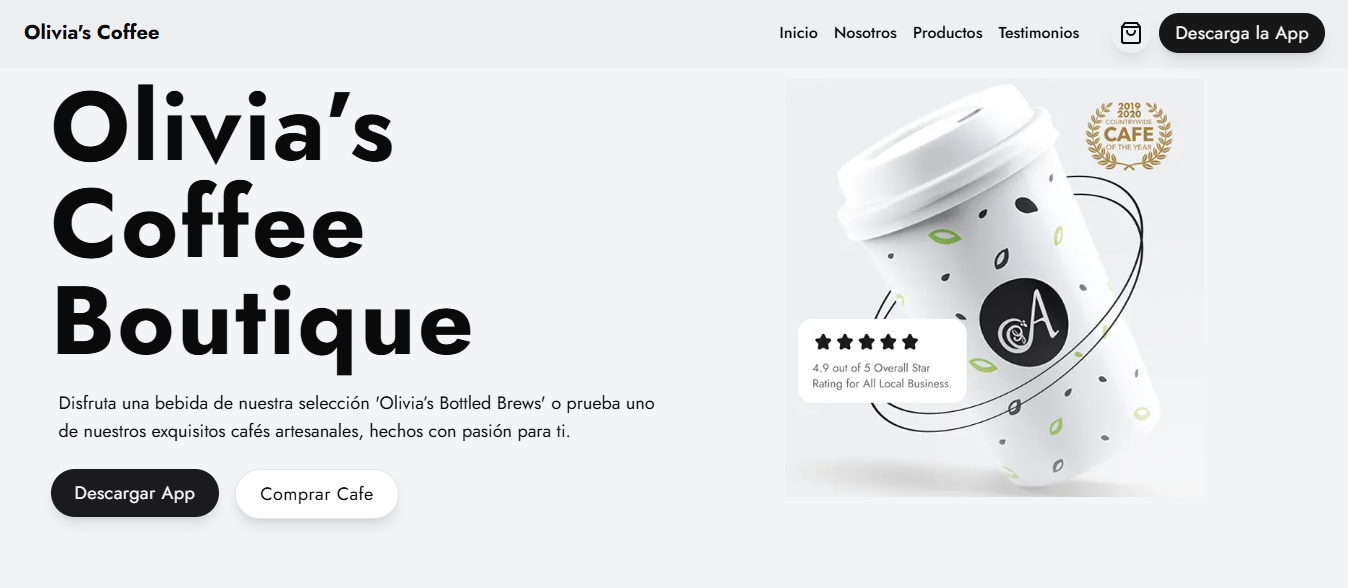 Olivia's Coffee
Inicio Nosotros Productos Testimonios
Descarga la App
Olivia's
Coffee
Boutique
Disfruta una bebida de nuestra selección 'Olivia's Bottled Brews' o prueba uno
de nuestros exquisitos cafés artesanales, hechos con pasión para ti.
Descargar App
Comprar Cafe
2019
2020
COUNTRYWIDE
CAFE
OF THE YEAR
A
4.9 out of 5 Overall Star
Rating for All Local Business.